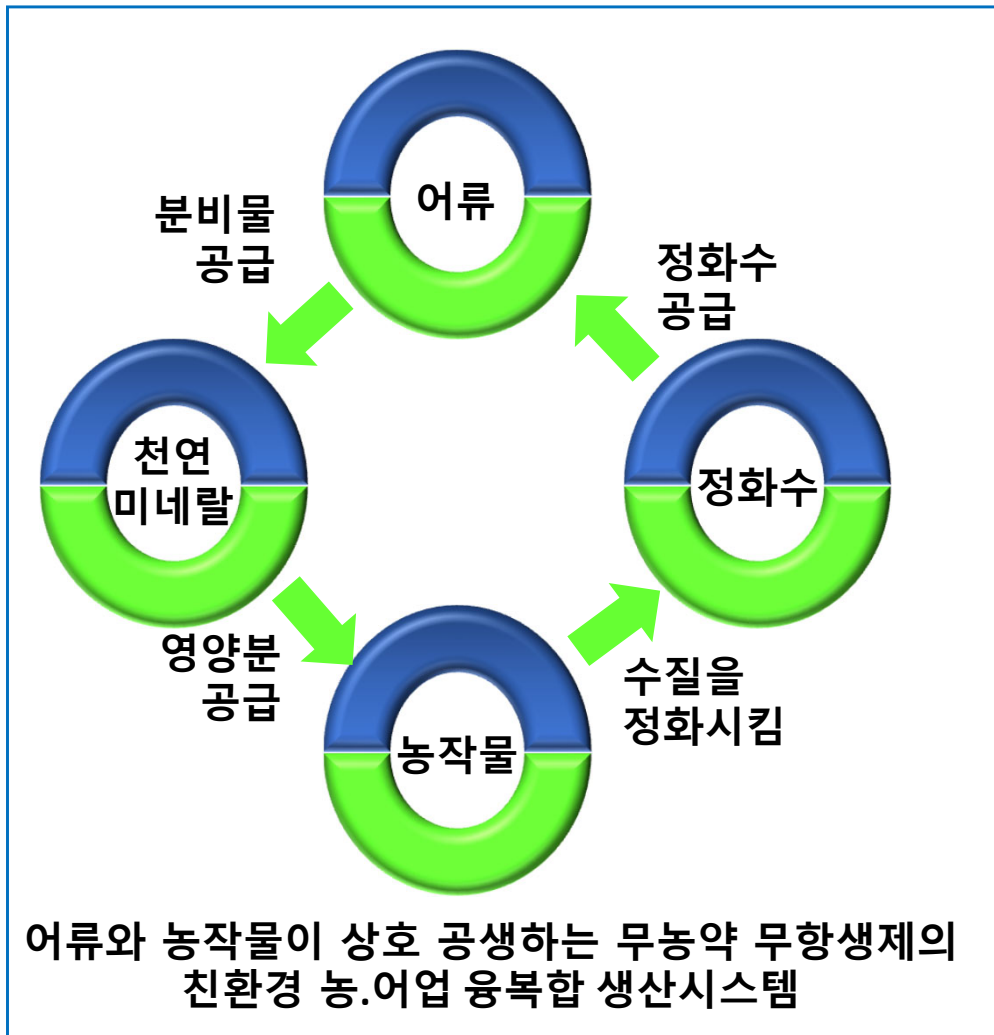 어류
분비물
공급
정화수
공급
천연
미네랄
정화수
영양분
공급
농작물
수질을
정화시킴
어류와 농작물이 상호 공생하는 무농약 무항생제의
친환경 농.어업 융복합 생산시스템